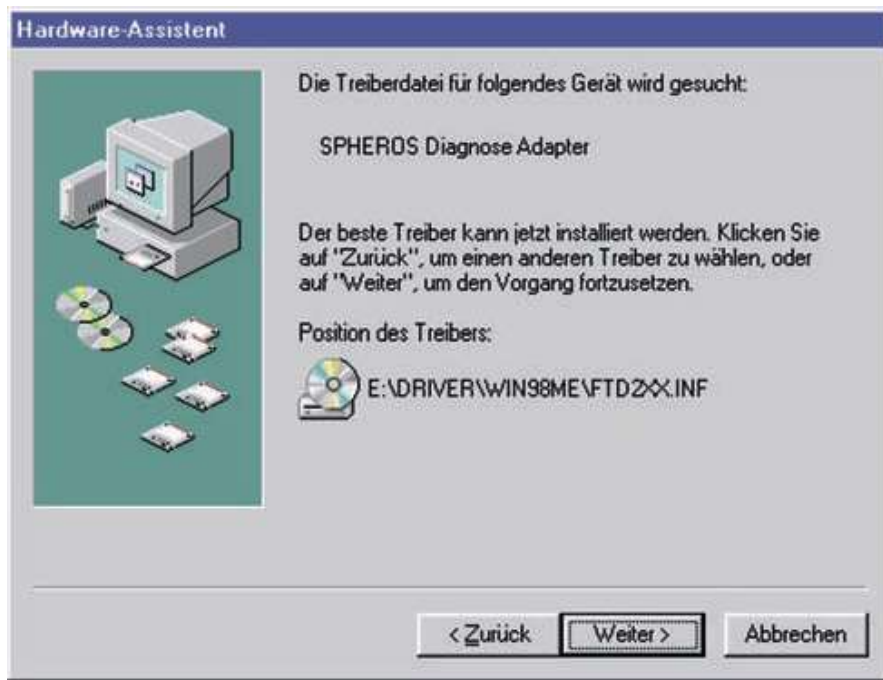 Hardware-Assistent
Die Treiberdatei für folgendes Gerät wird gesucht:
SPHEROS Diagnose Adapter
Der beste Treiber kann jetzt installiert werden. Klicken Sie
auf "Zurück", um einen anderen Treiber zu wählen, oder
auf "Weiter", um den Vorgang fortzusetzen.
Position des Treibers:
E:\DRIVER\WIN98ME\FTD2XX.INF
< Zurück
Weiter >
Abbrechen